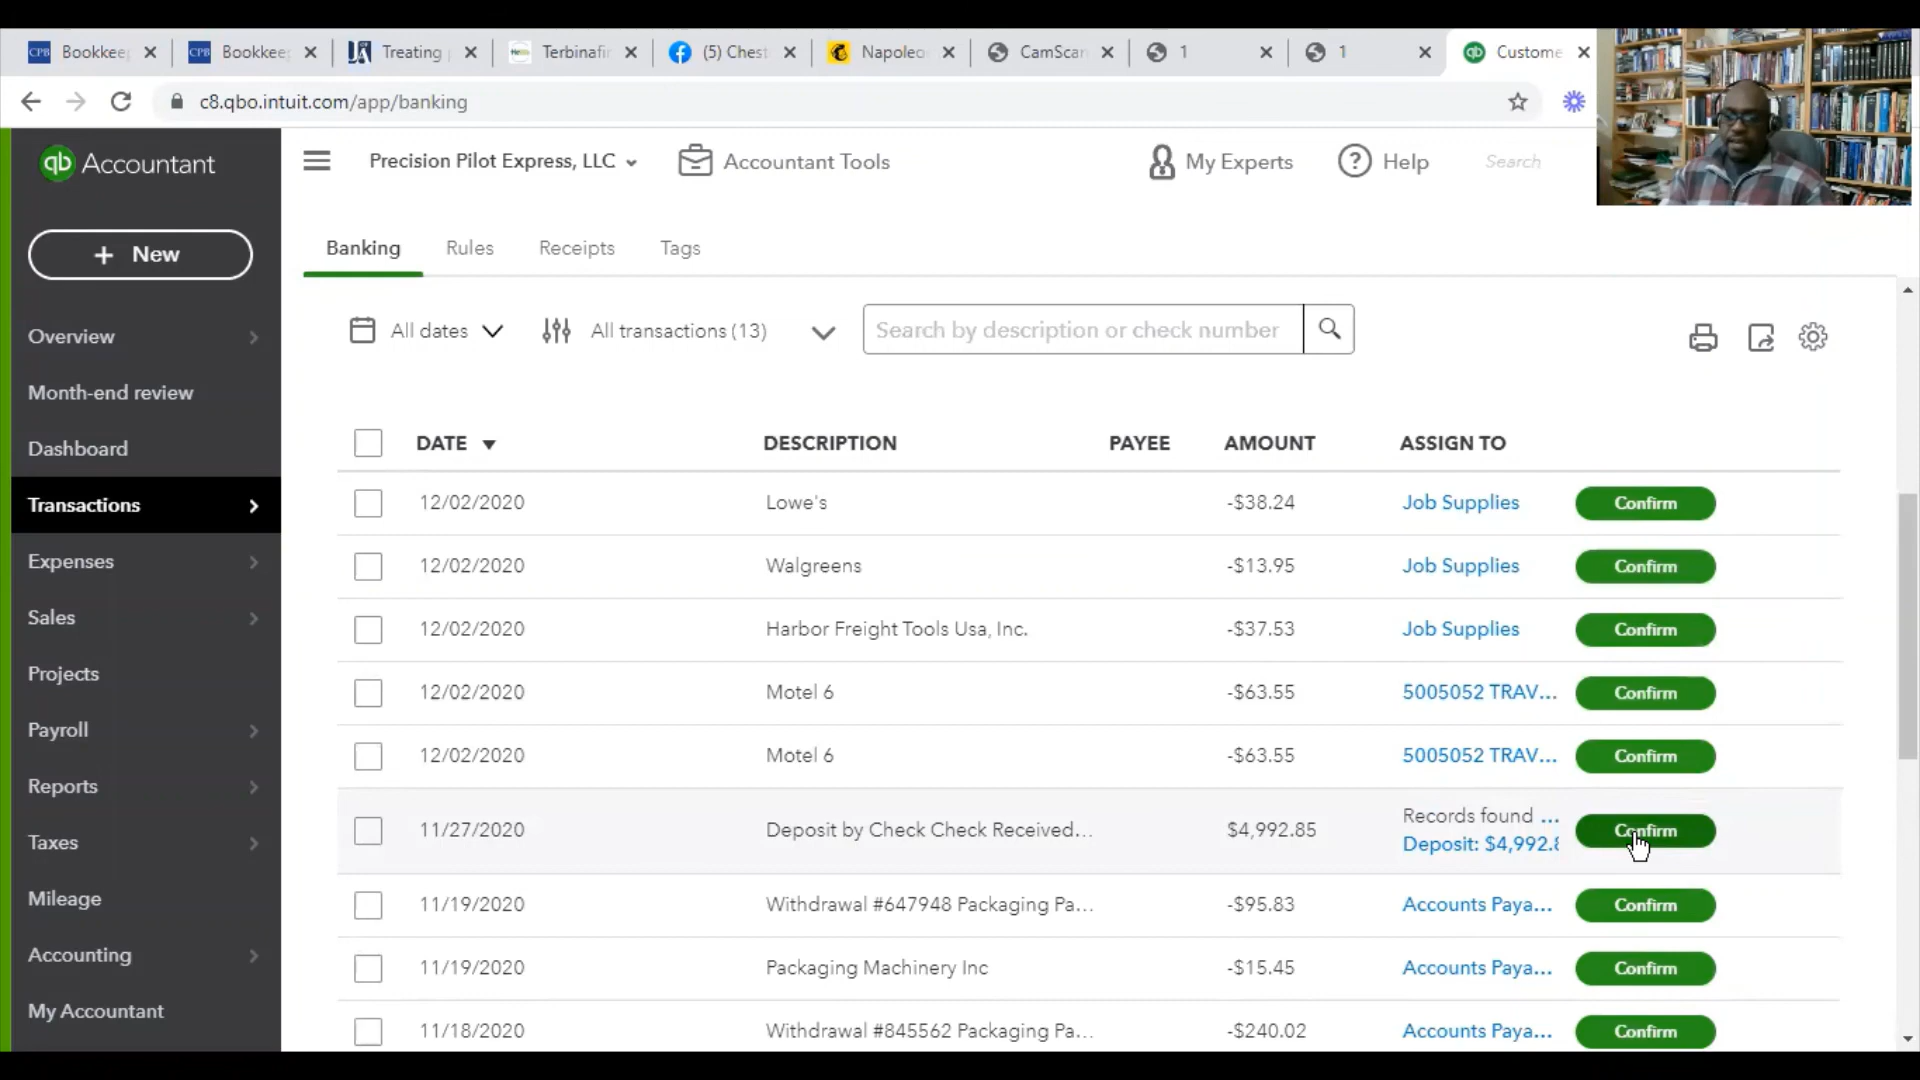 CPB Bookkee
CPB Bookkee
Treating
Terbinafin
(5) Chest
Napoleo
CamScan
1
1
qb Custome
c8.qbo.intuit.com/app/banking
qb Accountant
Precision Pilot Express, LLC
Accountant Tools
My Experts
? Help
Search
+ New
Banking
Rules
Receipts
Tags
Overview
Month-end review
Dashboard
Transactions
Expenses
Sales
Projects
Payroll
Reports
Taxes
Mileage
Accounting
My Accountant
All dates
All transactions (13)
Search by description or check number
DATE DESCRIPTION PAYEE AMOUNT ASSIGN TO
12/02/2020 Lowe's -$38.24 Job Supplies Confirm
12/02/2020 Walgreens -$13.95 Job Supplies Confirm
12/02/2020 Harbor Freight Tools Usa, Inc. -$37.53 Job Supplies Confirm
12/02/2020 Motel 6 -$63.55 5005052 TRAV... Confirm
12/02/2020 Motel 6 -$63.55 5005052 TRAV... Confirm
11/27/2020 Deposit by Check Check Received... $4,992.85 Records found ... Confirm
Deposit: $4,992.8
11/19/2020 Withdrawal #647948 Packaging Pa... -$95.83 Accounts Paya... Confirm
11/19/2020 Packaging Machinery Inc -$15.45 Accounts Paya... Confirm
11/18/2020 Withdrawal #845562 Packaging Pa... -$240.02 Accounts Paya... Confirm